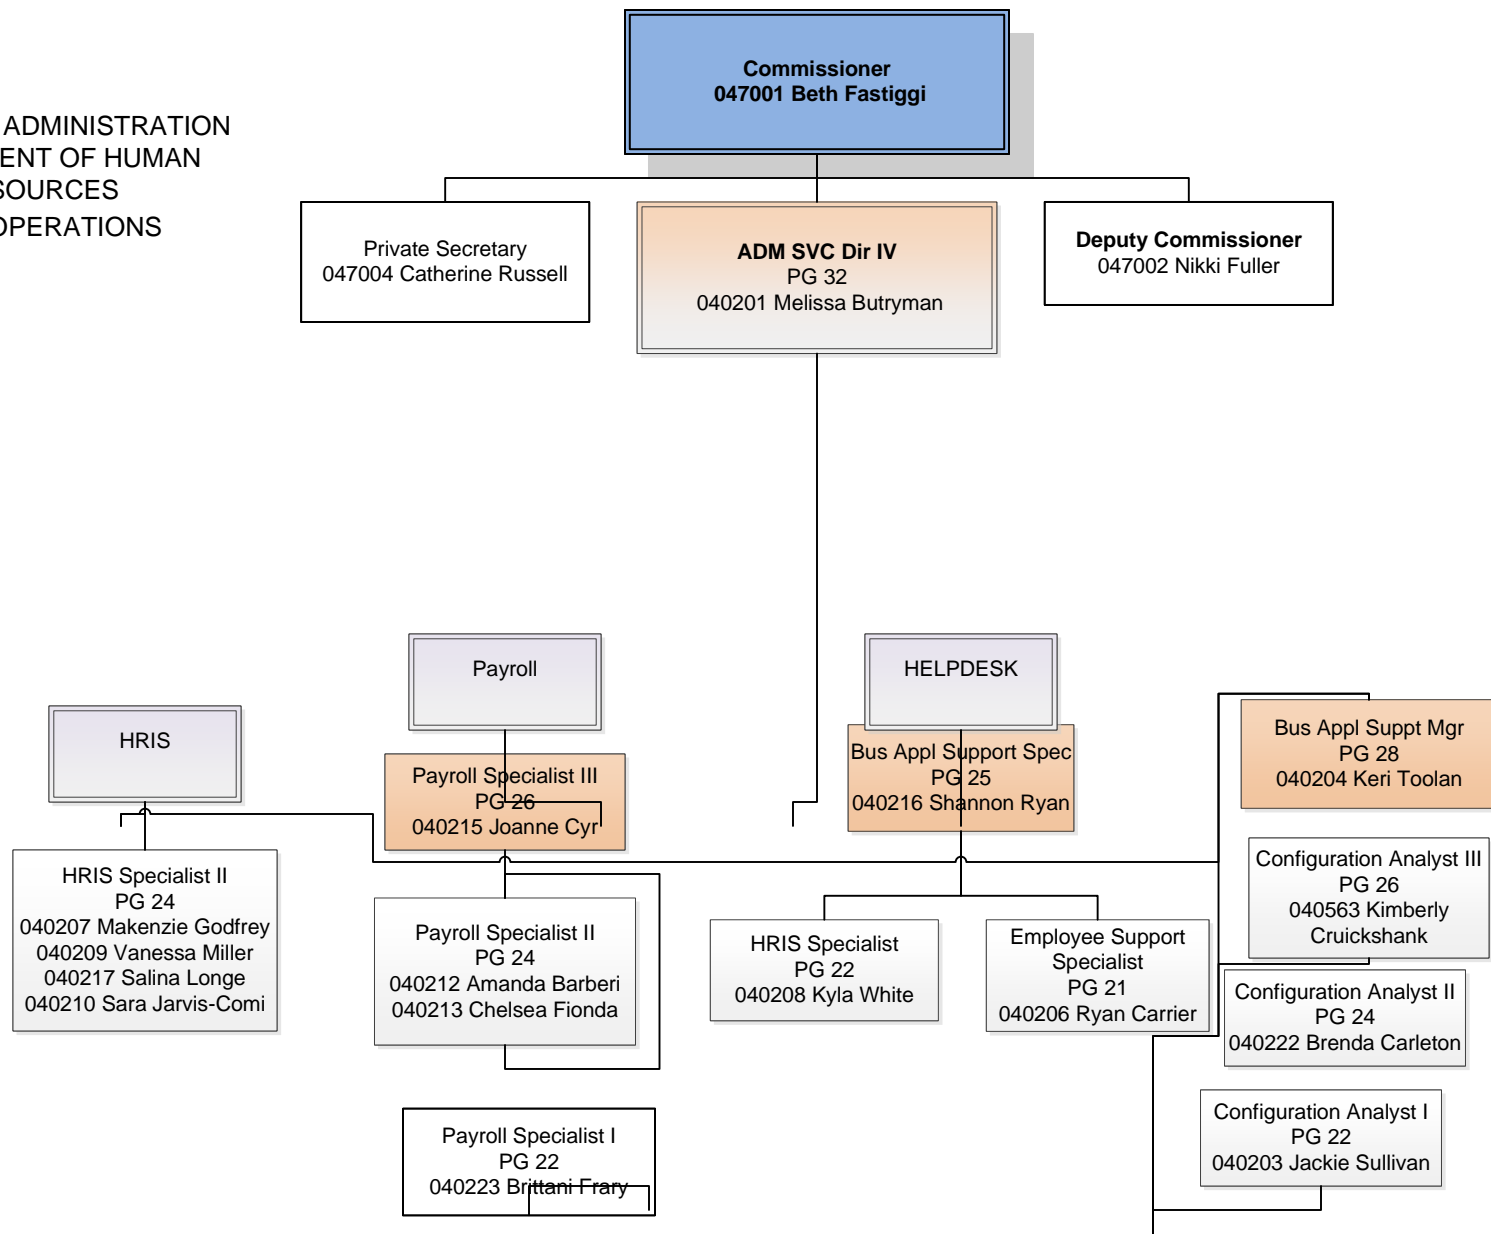 Commissioner
047001 Beth Fastiggi
ADMINISTRATION
ENT OF HUMAN
SOURCES
OPERATIONS
Private Secretary
047004 Catherine Russell
ADM SVC Dir IV
PG 32
040201 Melissa Butryman
Deputy Commissioner
047002 Nikki Fuller
HRIS
HRIS Specialist II
PG 24
040207 Makenzie Godfrey
040209 Vanessa Miller
040217 Salina Longe
040210 Sara Jarvis-Comi
Payroll
Payroll Specialist III
PG 26
040215 Joanne Cyr
Payroll Specialist II
PG 24
040212 Amanda Barberi
040213 Chelsea Fionda
Payroll Specialist I
PG 22
040223 Brittani Frary
HELPDESK
Bus Appl Support Spec
PG 25
040216 Shannon Ryan
HRIS Specialist
PG 22
040208 Kyla White
Employee Support
Specialist
PG 21
040206 Ryan Carrier
Bus Appl Suppt Mgr
PG 28
040204 Keri Toolan
Configuration Analyst III
PG 26
040563 Kimberly
Cruickshank
Configuration Analyst II
PG 24
040222 Brenda Carleton
Configuration Analyst I
PG 22
040203 Jackie Sullivan